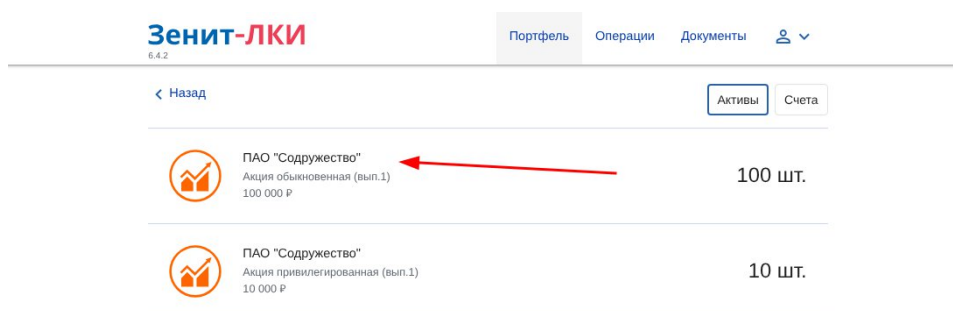 Зенит-ЛКИ
6.4.2
Портфель Операции Документы
Назад
Активы Счета
ПАО "Содружество"
Акция обыкновенная (вып.1)
100 000 ₽
100 шт.
ПАО "Содружество"
Акция привилегированная (вып.1)
10 000 ₽
10 шт.